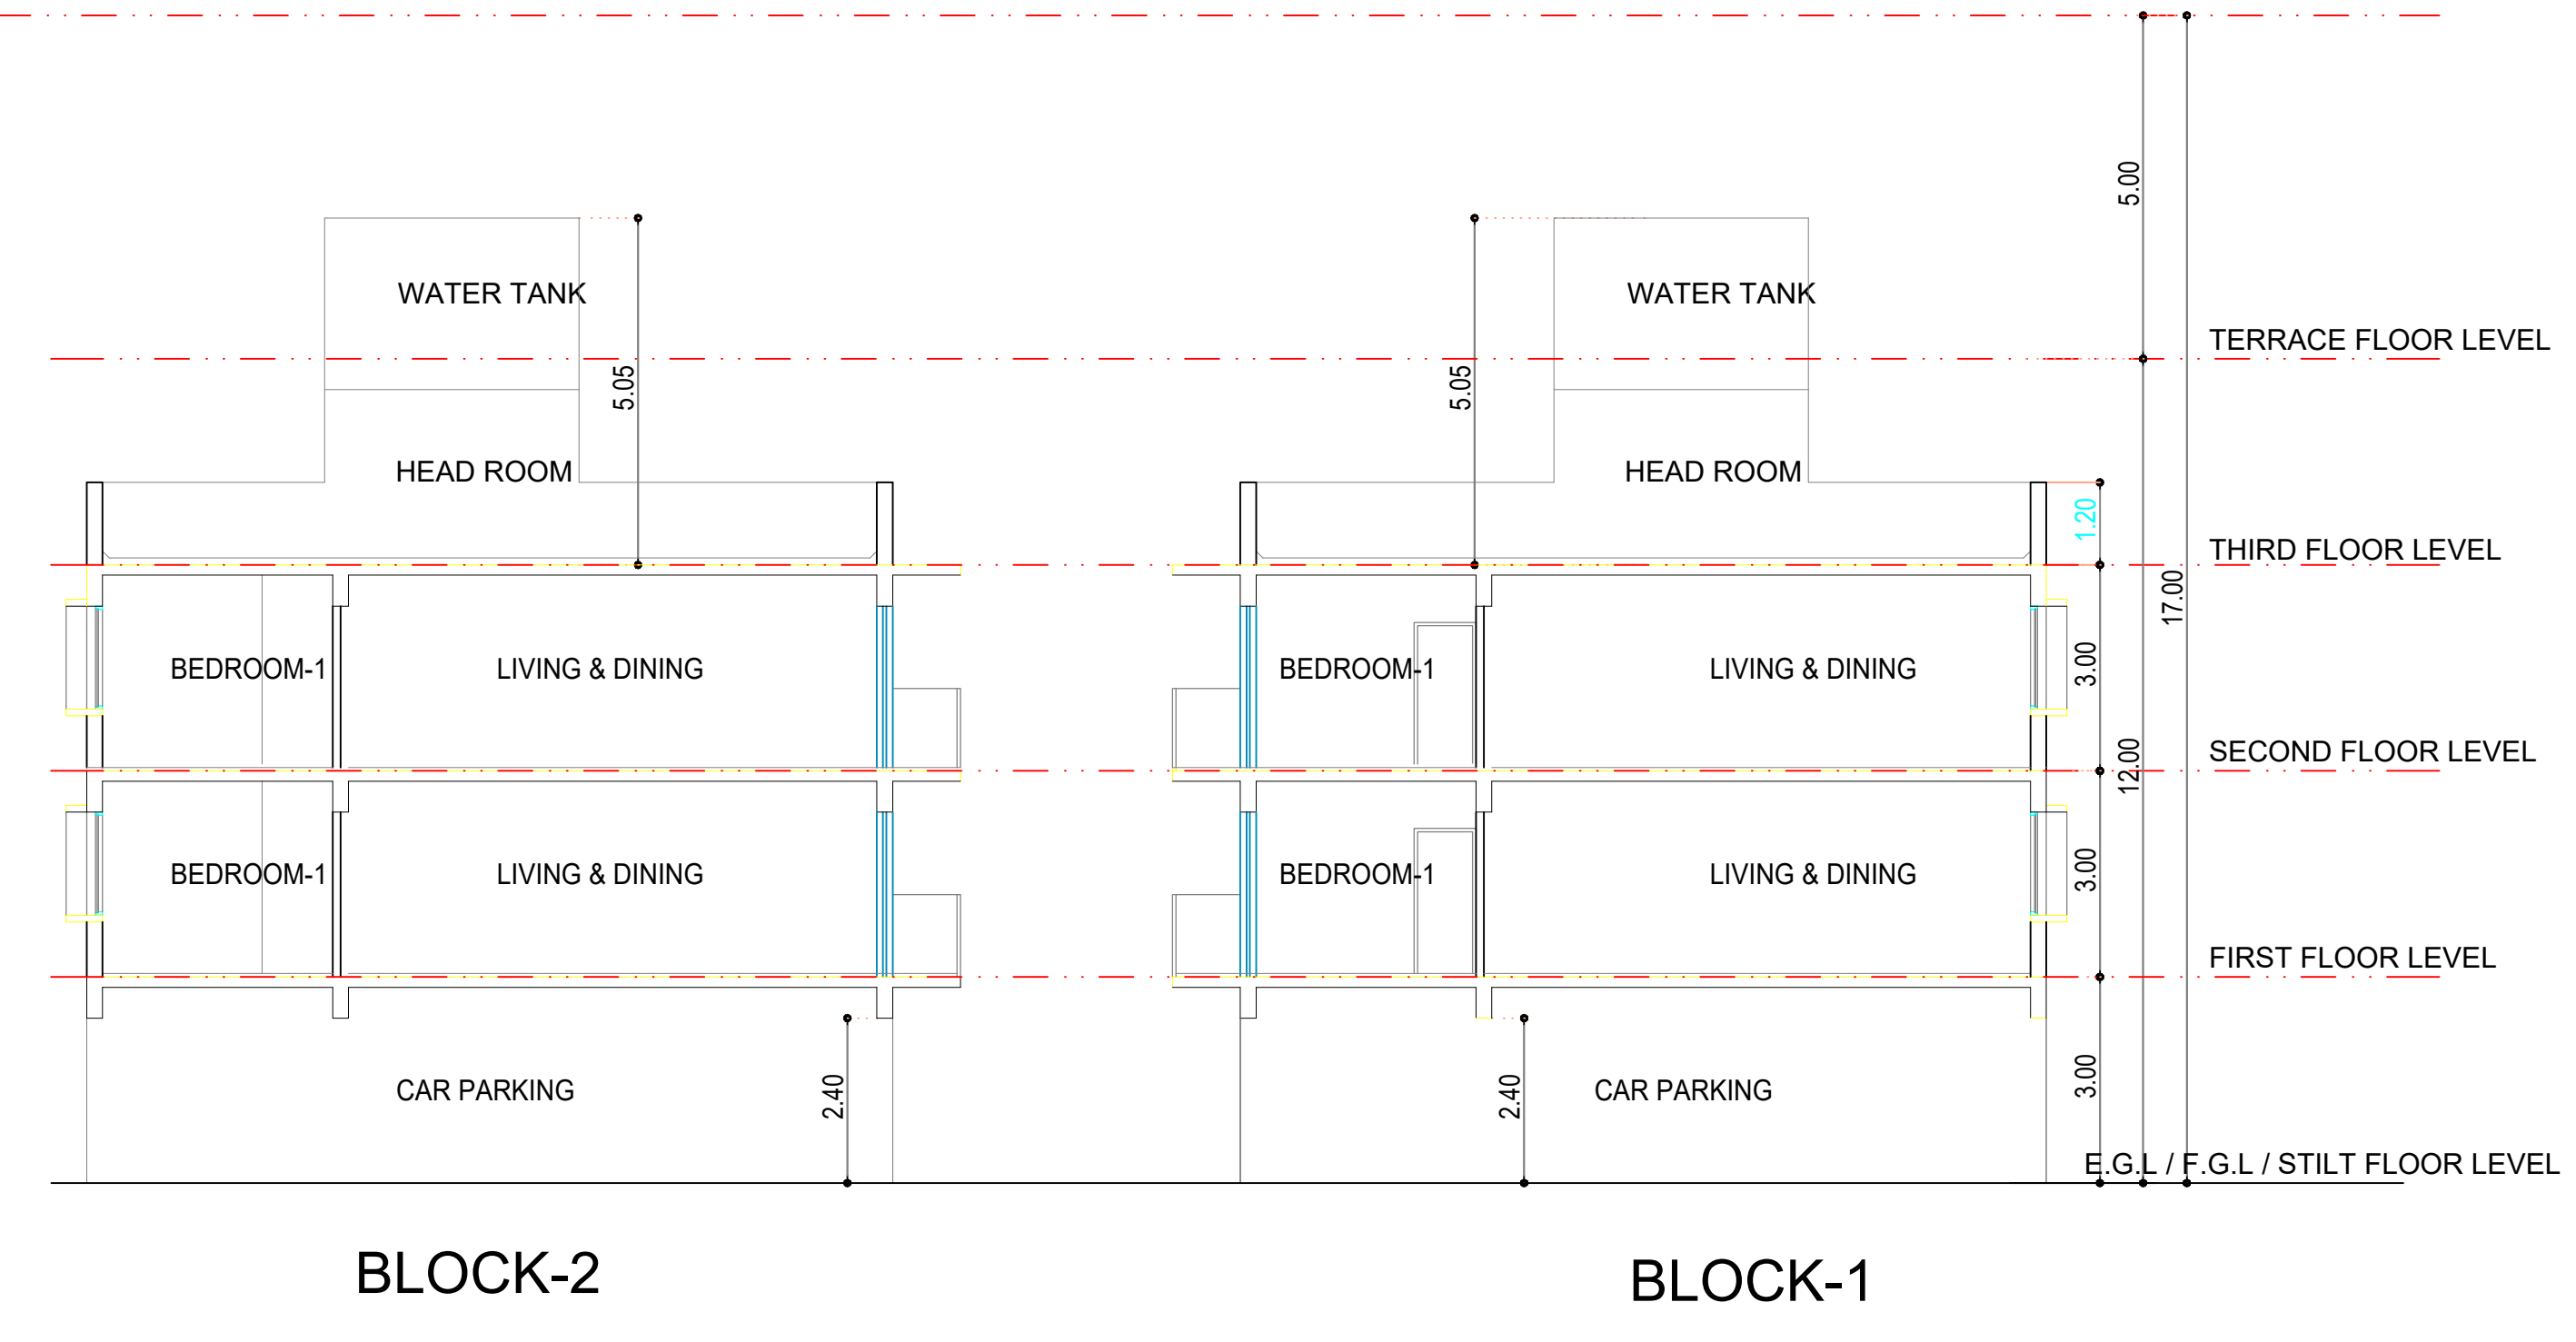 5.00
WATER TANK
WATER TANK
TERRACE FLOOR LEVEL
5.05
5.05
HEAD ROOM
HEAD ROOM
1.20
THIRD FLOOR LEVEL
17.00
BEDROOM-1
LIVING & DINING
BEDROOM-1
LIVING & DINING
3.00
SECOND FLOOR LEVEL
12.00
BEDROOM-1
LIVING & DINING
BEDROOM-1
LIVING & DINING
3.00
FIRST FLOOR LEVEL
CAR PARKING
2.40
2.40
CAR PARKING
3.00
E.G.L / F.G.L / STILT FLOOR LEVEL
BLOCK-2
BLOCK-1